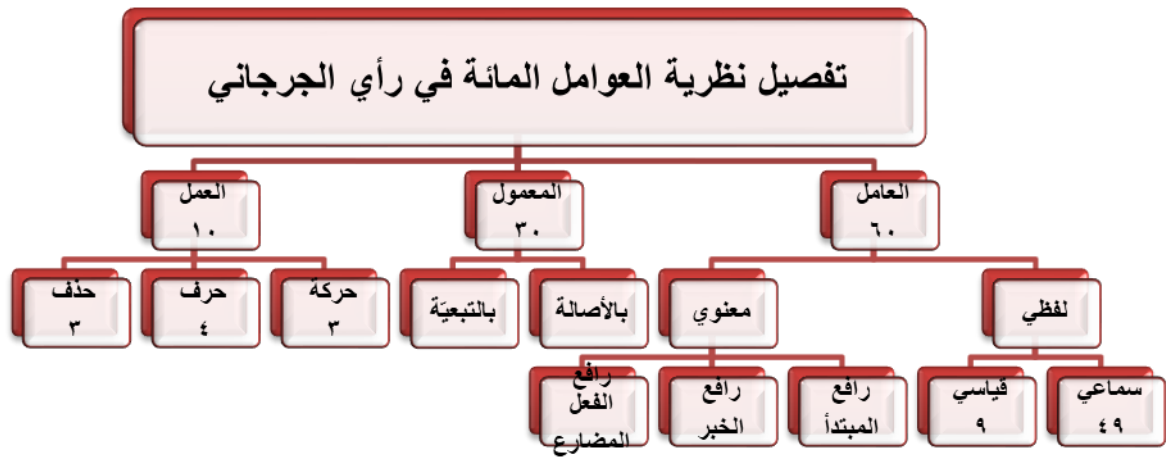 تفصيل نظرية العوامل المائة في رأي الجرجاني
العامل
٦٠
المعمول
٣٠
العمل
١٠
لفظي
معنوي
بالأصالة
بالتبعيّة
حركة
٣
حرف
٤
حذف
٣
سماعي
٤٩
قياسي
٩
رافع
المبتدأ
رافع
الخبر
رافع
الفعل
المضارع